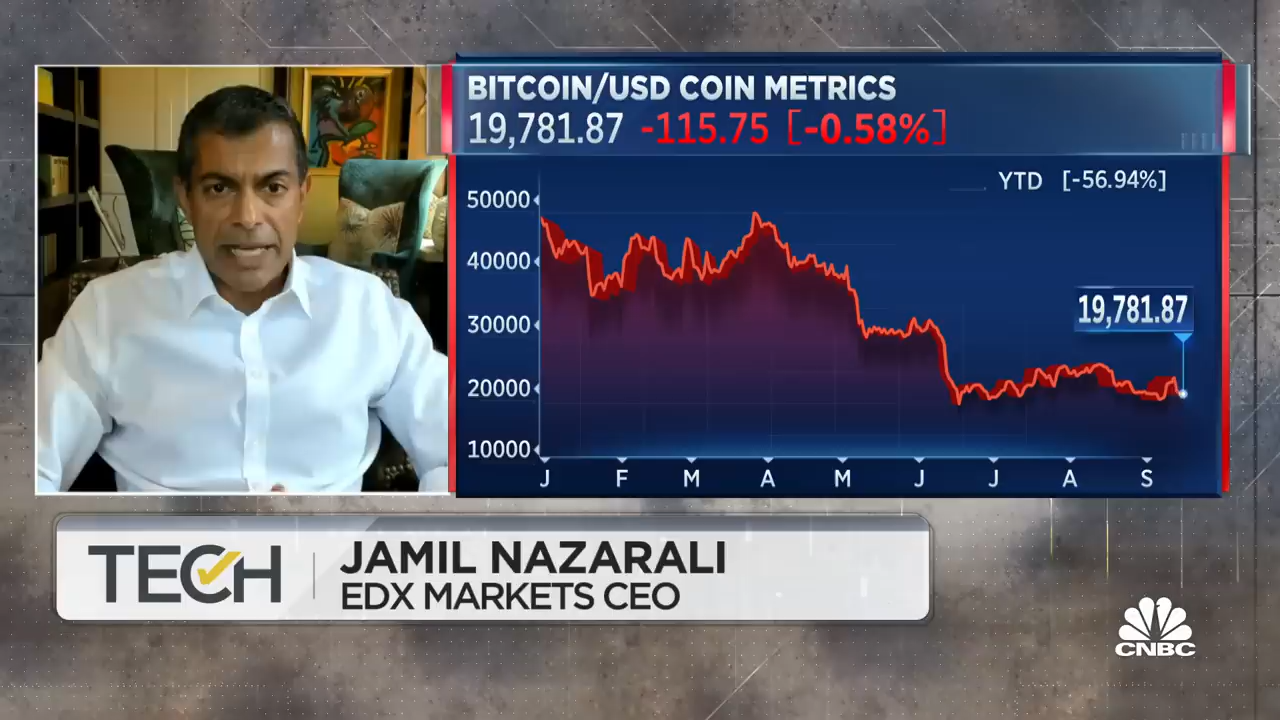 BITCOIN/USD COIN METRICS
19,781.87 -115.75 [-0.58%]
YTD [-56.94%]
50000
40000
30000
20000
10000
19,781.87
J F M A M J J A S
TECH
JAMIL NAZARALI
EDX MARKETS CEO
CNBC